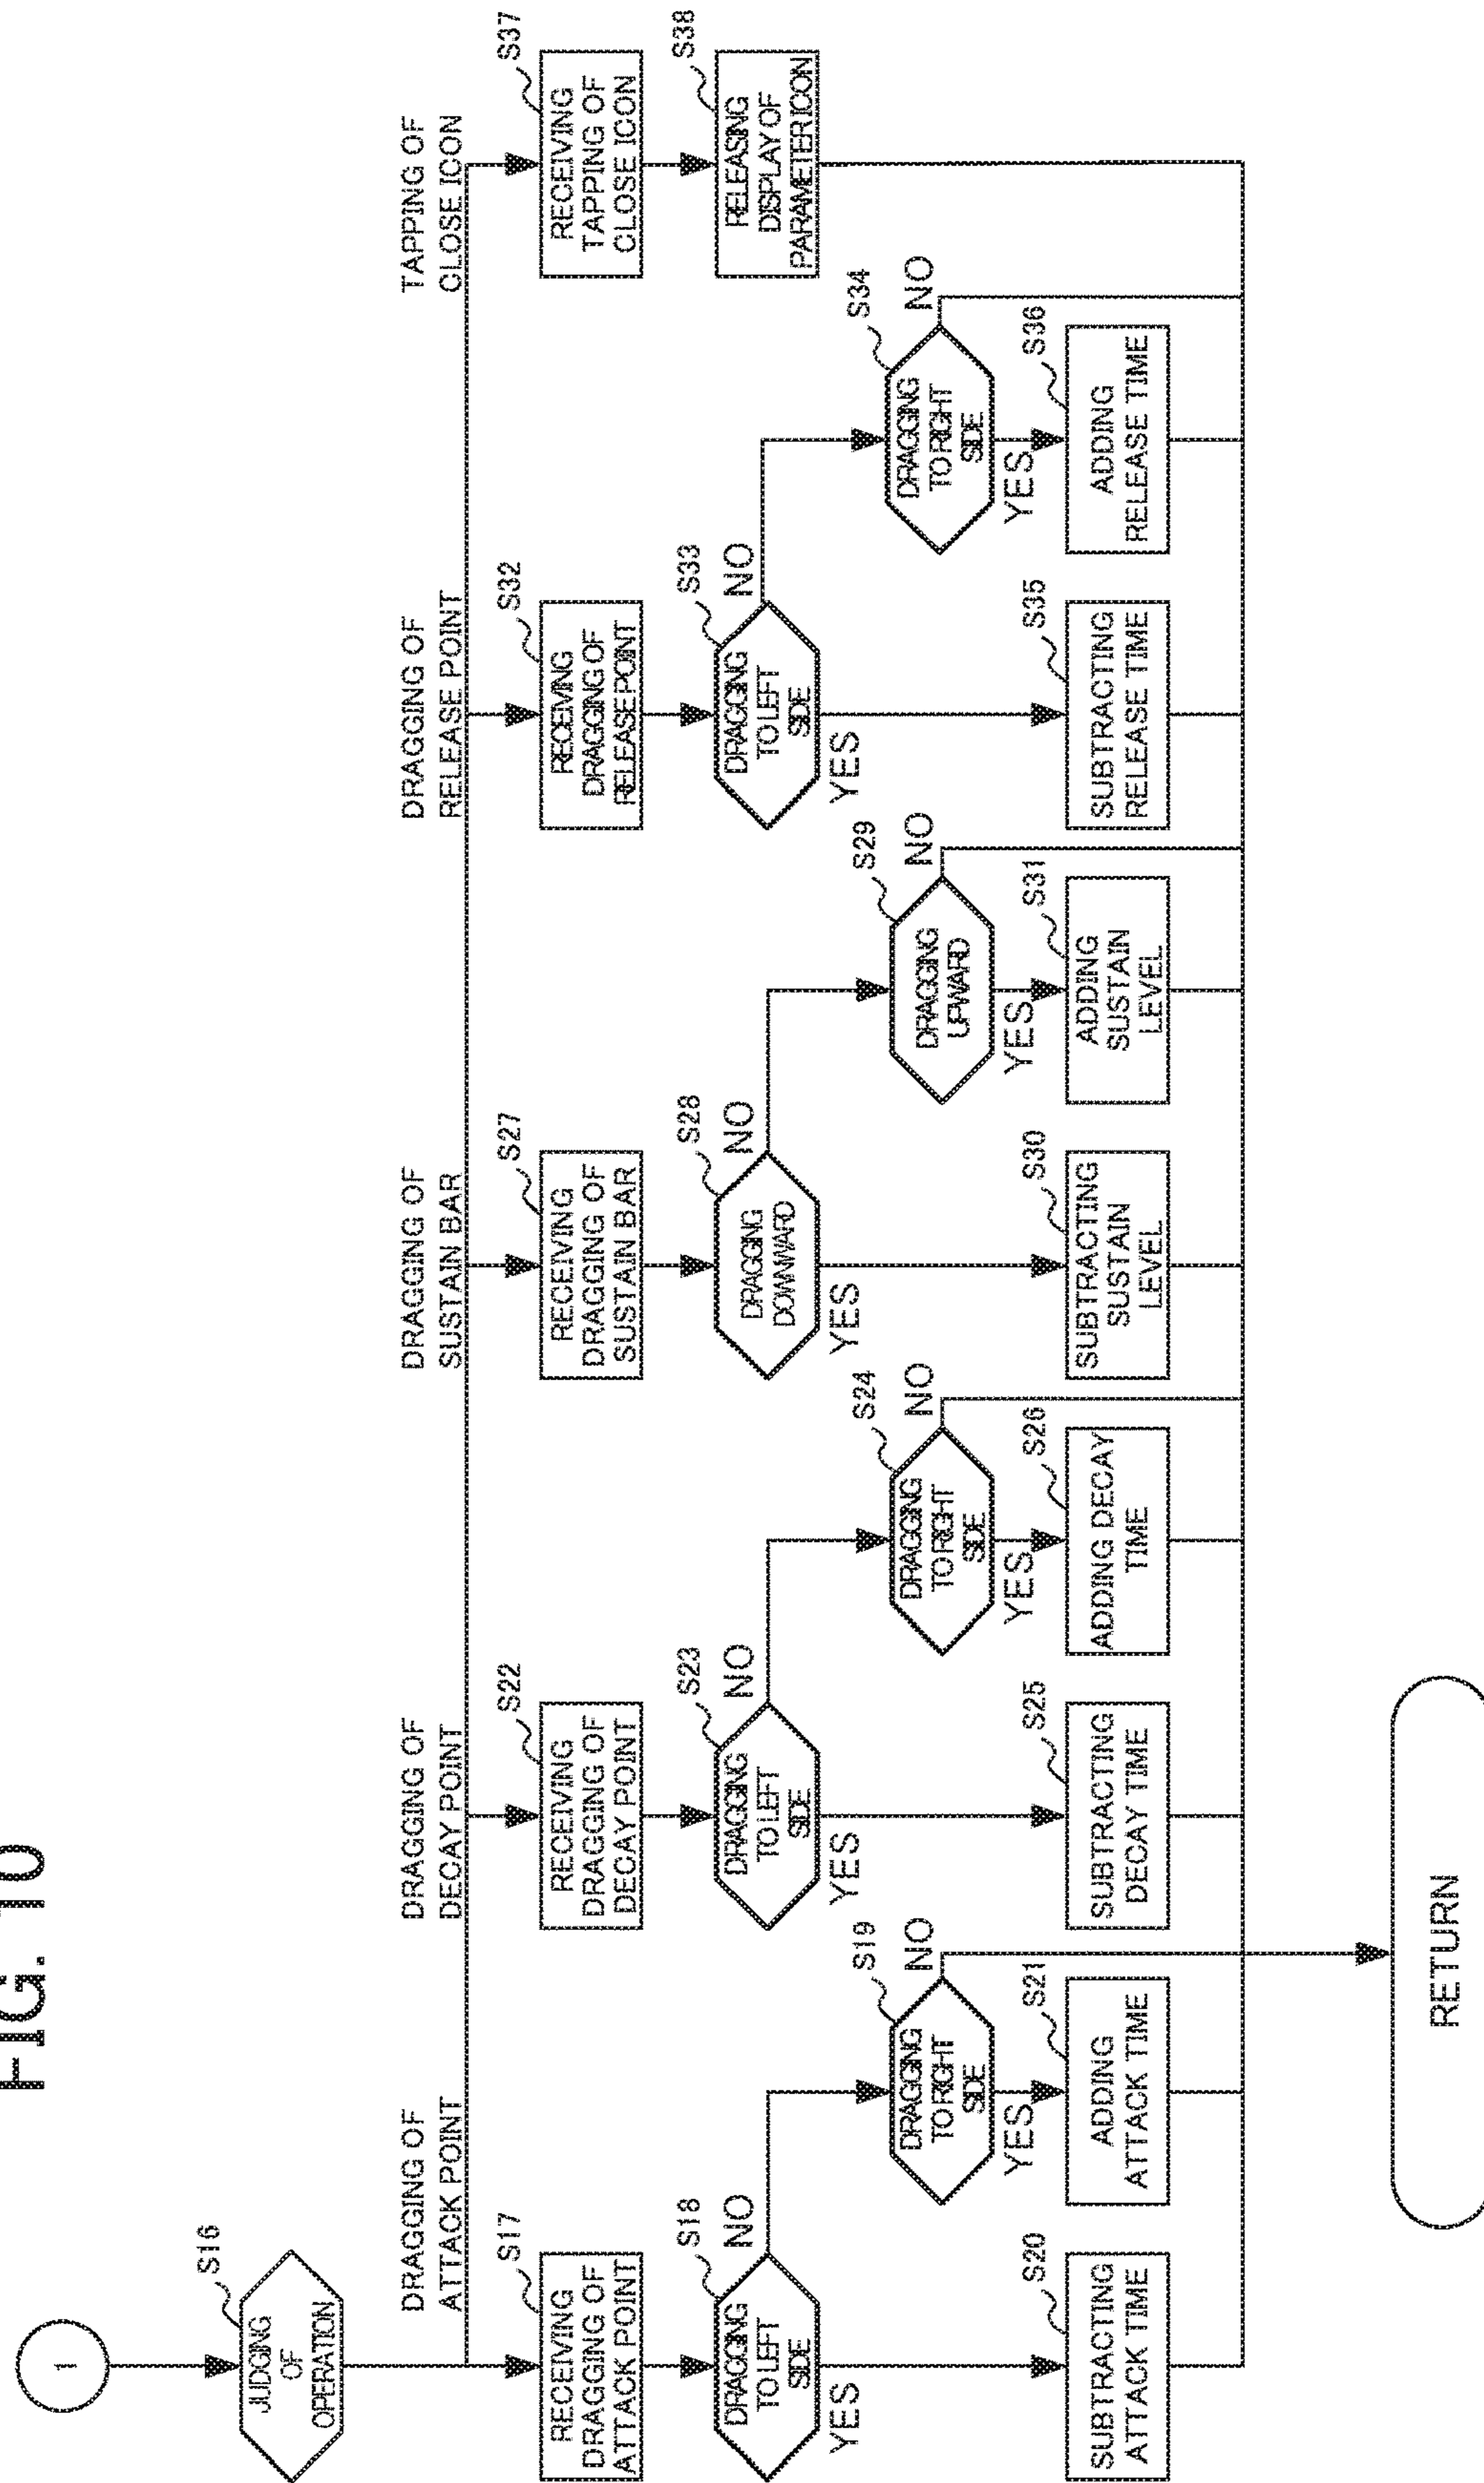 FIG. 10
1
S16
JUDGING
OF
OPERATION
DRAGGING OF
ATTACK POINT
S17
RECEIVING
DRAGGING OF
ATTACK POINT
S18
DRAGGING
TO LEFT
SIDE
NO
YES
S19
DRAGGING
TO RIGHT
SIDE
NO
YES
S20
SUBTRACTING
ATTACK TIME
S21
ADDING
ATTACK TIME
DRAGGING OF
DECAY POINT
S22
RECEIVING
DRAGGING OF
DECAY POINT
S23
DRAGGING
TO LEFT
SIDE
NO
YES
S24
DRAGGING
TO RIGHT
SIDE
NO
YES
S25
SUBTRACTING
DECAY TIME
S26
ADDING DECAY
TIME
DRAGGING OF
SUSTAIN BAR
S27
RECEIVING
DRAGGING OF
SUSTAIN BAR
S28
DRAGGING
DOWNWARD
NO
YES
S29
DRAGGING
UPWARD
NO
YES
S30
SUBTRACTING
SUSTAIN
LEVEL
S31
ADDING
SUSTAIN
LEVEL
DRAGGING OF
RELEASE POINT
S32
RECEIVING
DRAGGING OF
RELEASE POINT
S33
DRAGGING
TO LEFT
SIDE
NO
YES
S34
DRAGGING
TO RIGHT
SIDE
NO
YES
S35
SUBTRACTING
RELEASE TIME
S36
ADDING
RELEASE TIME
TAPPING OF
CLOSE ICON
S37
RECEIVING
TAPPING OF
CLOSE ICON
S38
RELEASING
DISPLAY OF
PARAMETER ICON
RETURN